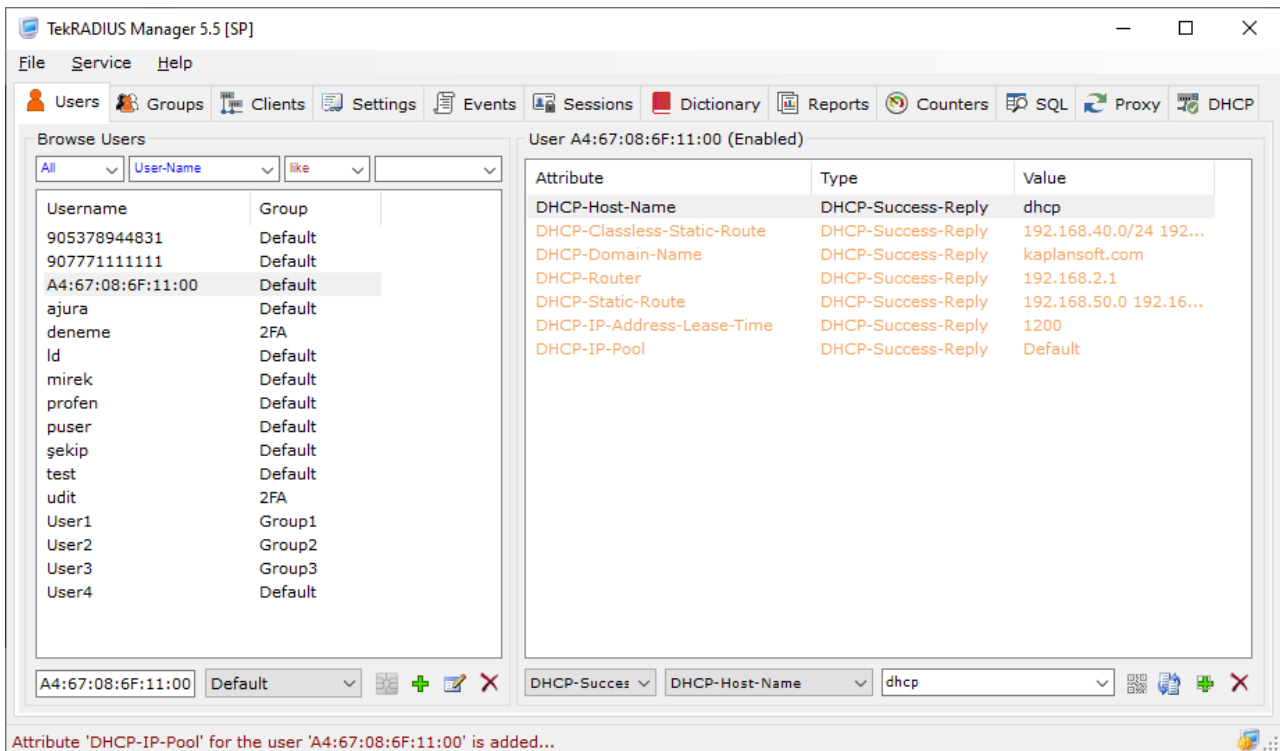 TekRADIUS Manager 5.5 [SP]
File Service Help
Users Groups Clients Settings Events Sessions Dictionary Reports Counters SQL Proxy DHCP
Browse Users
All User-Name like
Username Group
905378944831 Default
907771111111 Default
A4:67:08:6F:11:00 Default
ajura Default
deneme 2FA
ld Default
mirek Default
profen Default
puser Default
şekip Default
test Default
udit 2FA
User1 Group1
User2 Group2
User3 Group3
User4 Default
A4:67:08:6F:11:00 Default
User A4:67:08:6F:11:00 (Enabled)
Attribute Type Value
DHCP-Host-Name DHCP-Success-Reply dhcp
DHCP-Classless-Static-Route DHCP-Success-Reply 192.168.40.0/24 192...
DHCP-Domain-Name DHCP-Success-Reply kaplansoft.com
DHCP-Router DHCP-Success-Reply 192.168.2.1
DHCP-Static-Route DHCP-Success-Reply 192.168.50.0 192.16...
DHCP-IP-Address-Lease-Time DHCP-Success-Reply 1200
DHCP-IP-Pool DHCP-Success-Reply Default
DHCP-Succes DHCP-Host-Name dhcp
Attribute 'DHCP-IP-Pool' for the user 'A4:67:08:6F:11:00' is added...